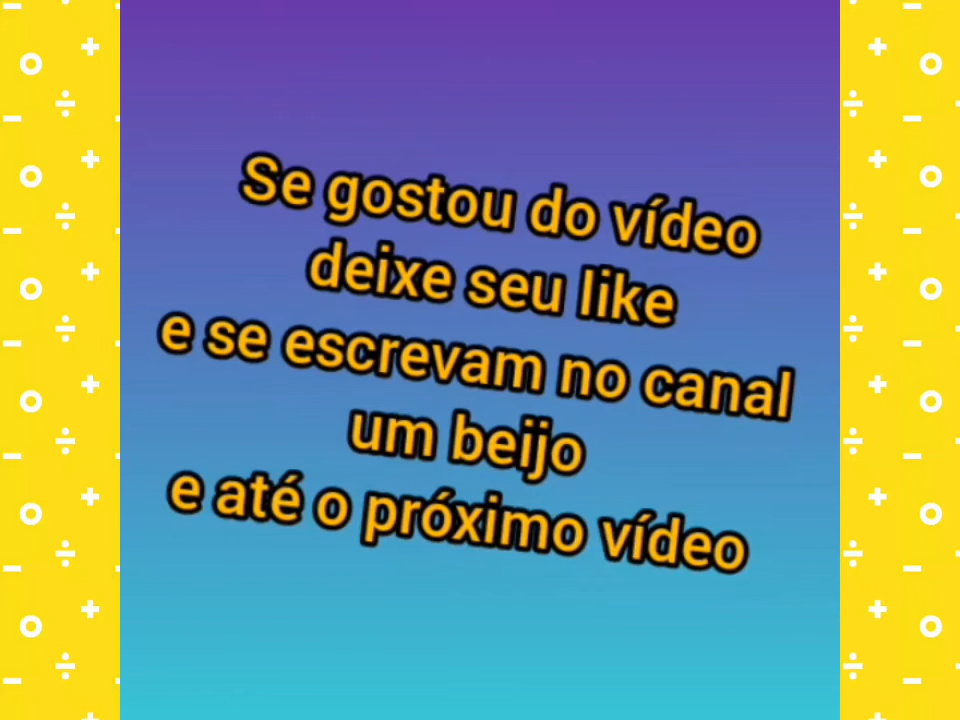 Se gostou do vídeo
deixe seu like
e se escrevam no canal
um beijo
e até o próximo vídeo